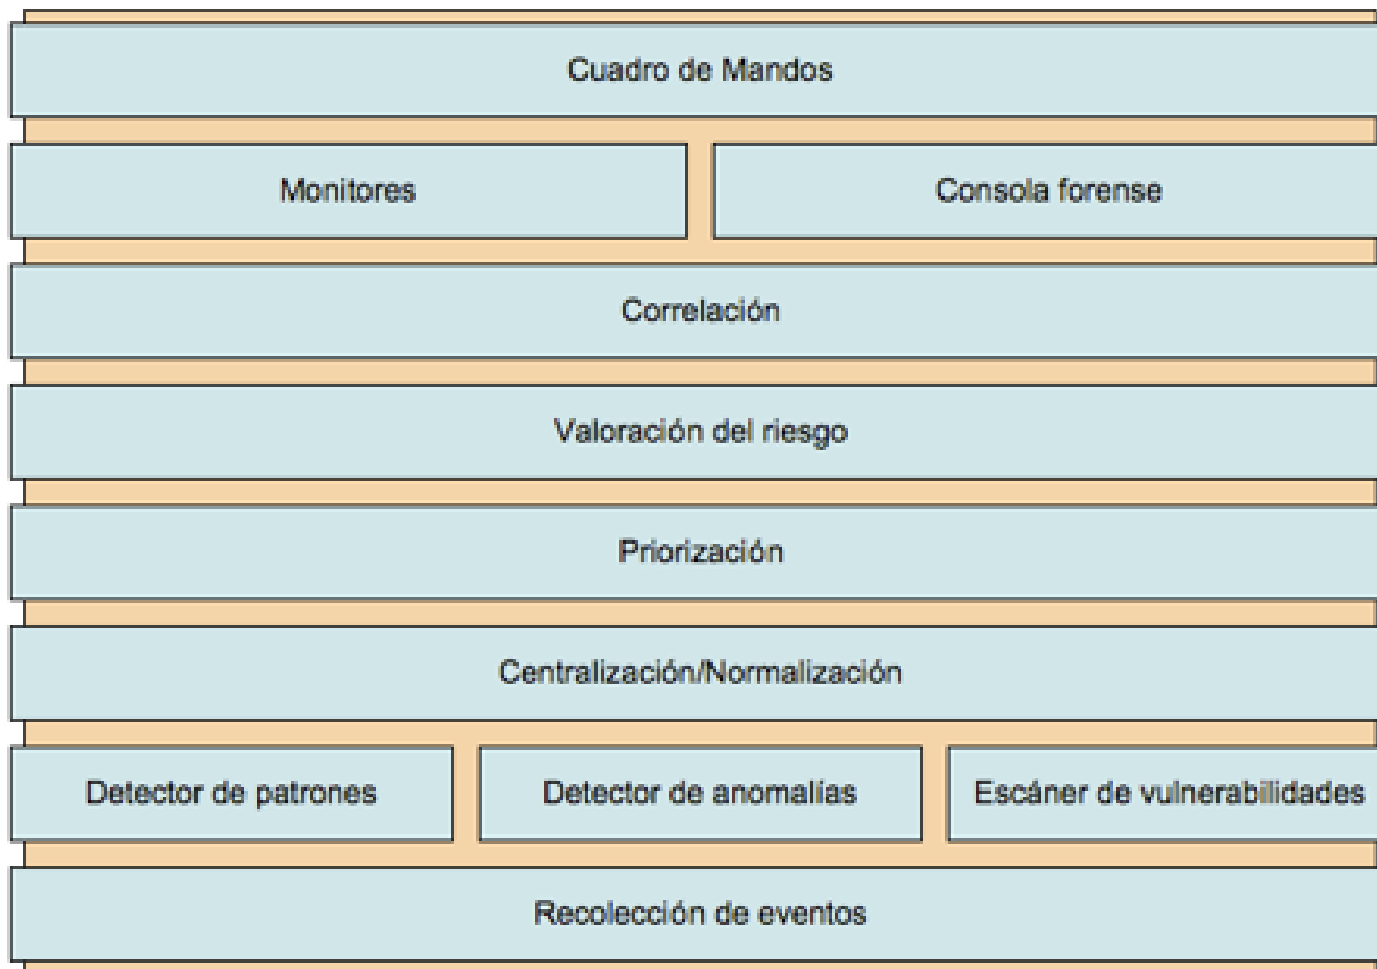 Cuadro de Mandos
Monitores
Consola forense
Correlación
Valoración del riesgo
Priorización
Centralización/Normalización
Detector de patrones
Detector de anomalías
Escáner de vulnerabilidades
Recolección de eventos